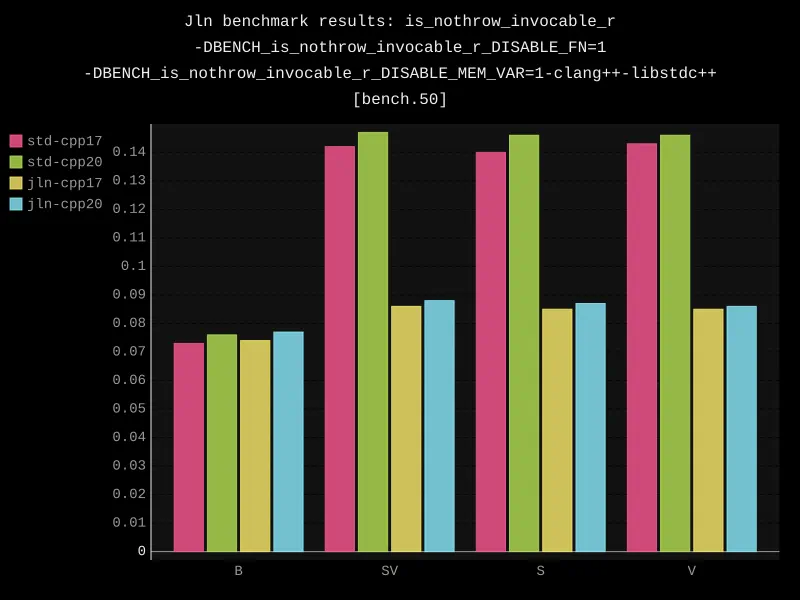 Jln benchmark results: is_nothrow_invocable_r
-DBENCH_is_nothrow_invocable_r_DISABLE_FN=1
-DBENCH_is_nothrow_invocable_r_DISABLE_MEM_VAR=1-clang++-libstdc++
[bench.50]
std-cpp17
std-cpp20
jln-cpp17
jln-cpp20
0.14
0.13
0.12
0.11
0.1
0.09
0.08
0.07
0.06
0.05
0.04
0.03
0.02
0.01
0
B SV S V